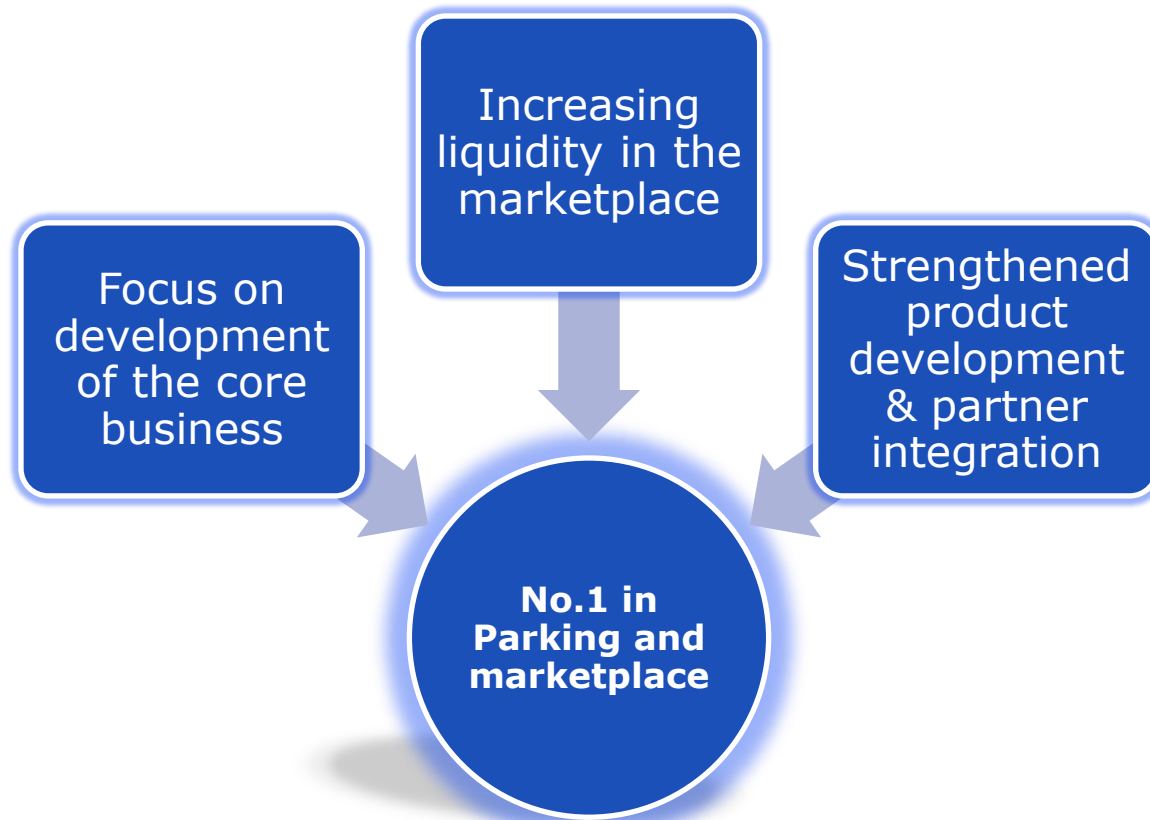 Increasing
liquidity in the
marketplace
Focus on
development
of the core
business
Strengthened
product
development
& partner
integration
No.1 in
Parking and
marketplace